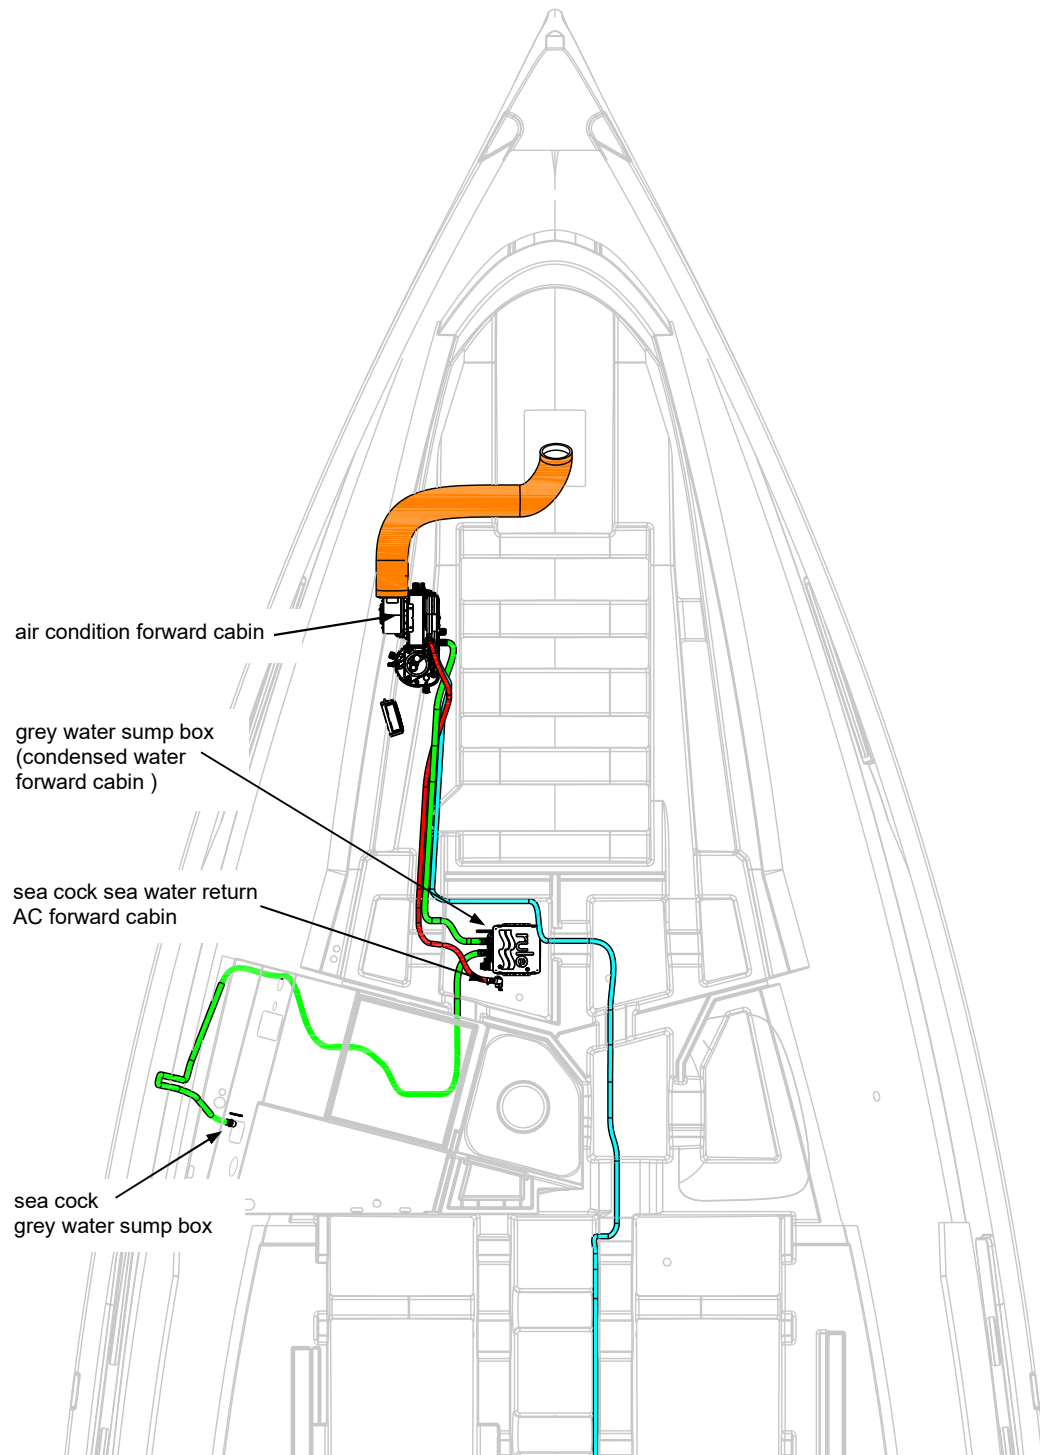 air condition forward cabin
grey water sump box
(condensed water
forward cabin )
sea cock sea water return
AC forward cabin
rule
sea cock
grey water sump box